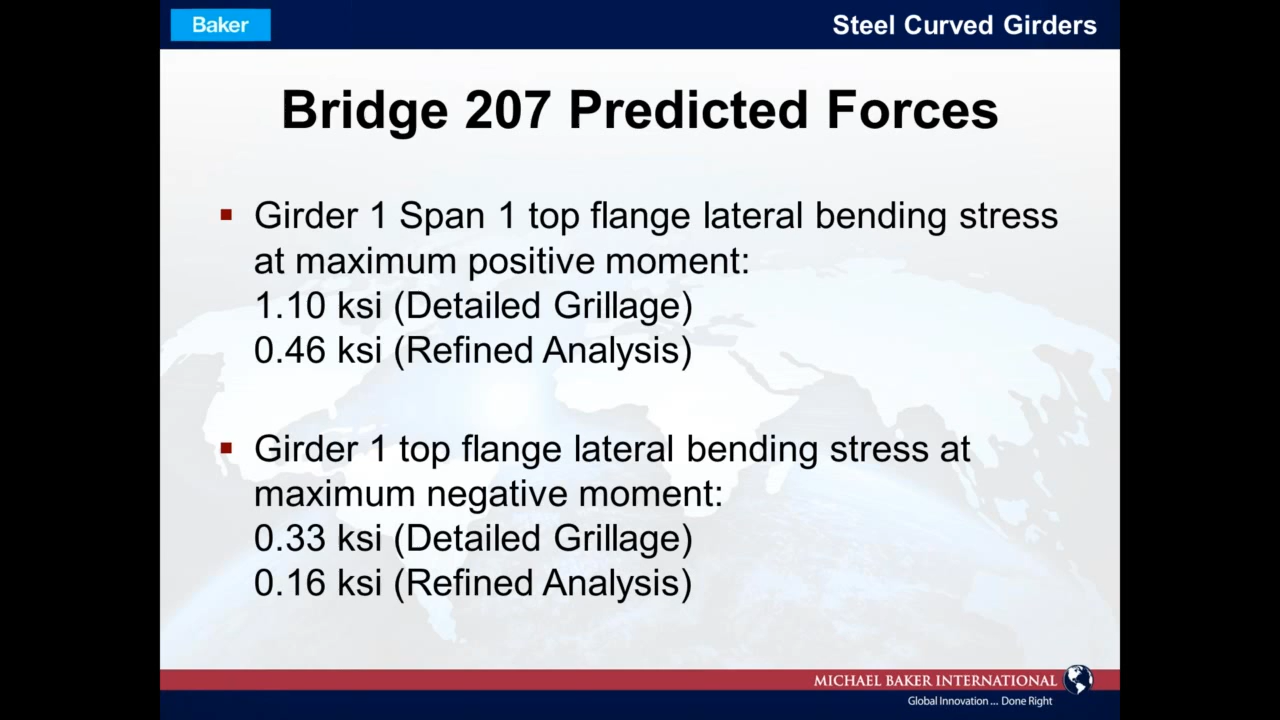 Baker
Steel Curved Girders
Bridge 207 Predicted Forces
▪ Girder 1 Span 1 top flange lateral bending stress
at maximum positive moment:
1.10 ksi (Detailed Grillage)
0.46 ksi (Refined Analysis)
▪ Girder 1 top flange lateral bending stress at
maximum negative moment:
0.33 ksi (Detailed Grillage)
0.16 ksi (Refined Analysis)
MICHAEL BAKER INTERNATIONAL
Global Innovation ... Done Right